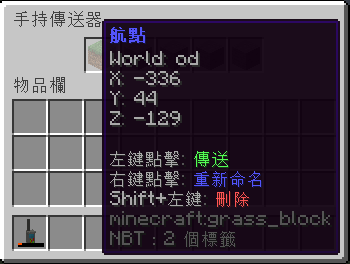 手持傳送器
航點
World: od
X: -336
物品欄
Y: 44
Z: -129
左鍵點擊: 傳送
右鍵點擊: 重新命名
Shift+左鍵: 刪除
minecraft:grass_block
NBT : 2 個標籤